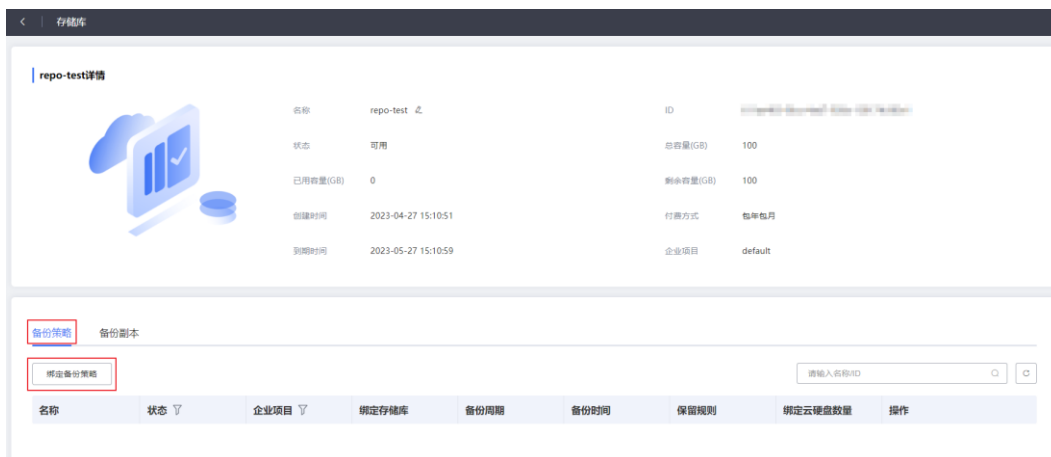 存储库
repo-test详情
名称 repo-test ID
状态 可用 总容量(GB) 100
已用容量(GB) 0 剩余容量(GB) 100
创建时间 2023-04-27 15:10:51 付费方式 包年包月
到期时间 2023-05-27 15:10:59 企业项目 default
备份策略 备份副本
绑定备份策略 请输入名称/ID
名称 状态 企业项目 绑定存储库 备份周期 备份时间 保留规则 绑定云硬盘数量 操作